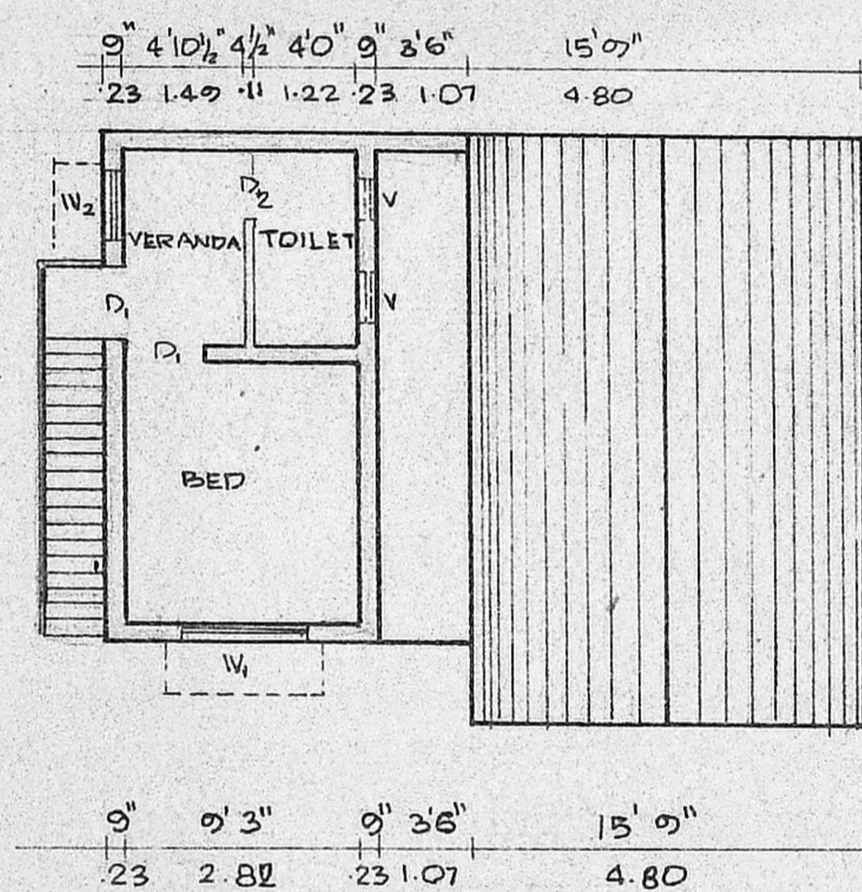 9" 4'10½" 4½" 4'0" 9" 3'6" 15'9"
.23 1.49 .11 1.22 .23 1.07 4.80
D2
W2 V
VERANDA TOILET
D1 V
D1
BED
W1
9" 9'3" 9" 3'6" 15'9"
.23 2.82 .23 1.07 4.80